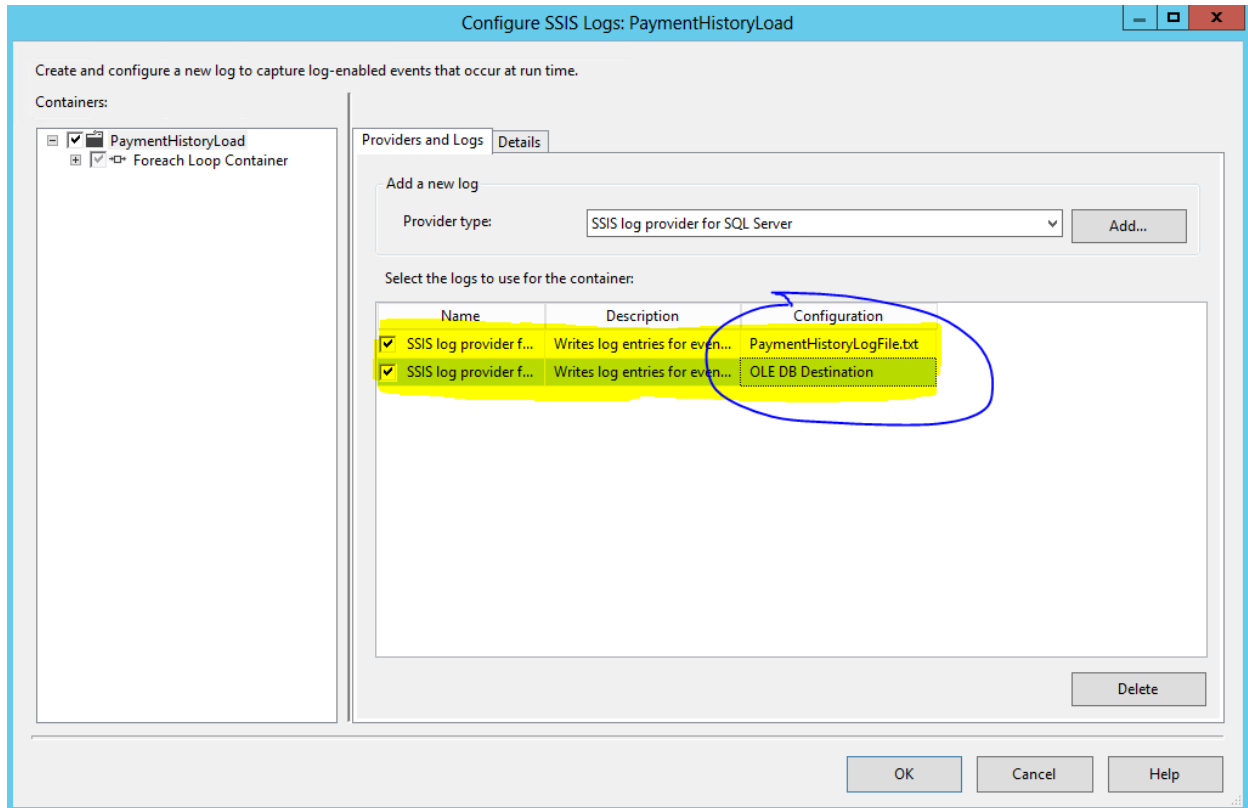 Configure SSIS Logs: PaymentHistoryLoad
Create and configure a new log to capture log-enabled events that occur at run time.
Containers:
PaymentHistoryLoad
Foreach Loop Container
Providers and Logs Details
Add a new log
Provider type: SSIS log provider for SQL Server Add...
Select the logs to use for the container:
Name Description Configuration
SSIS log provider f... Writes log entries for even... PaymentHistoryLogFile.txt
SSIS log provider f... Writes log entries for even... OLE DB Destination
Delete
OK Cancel Help